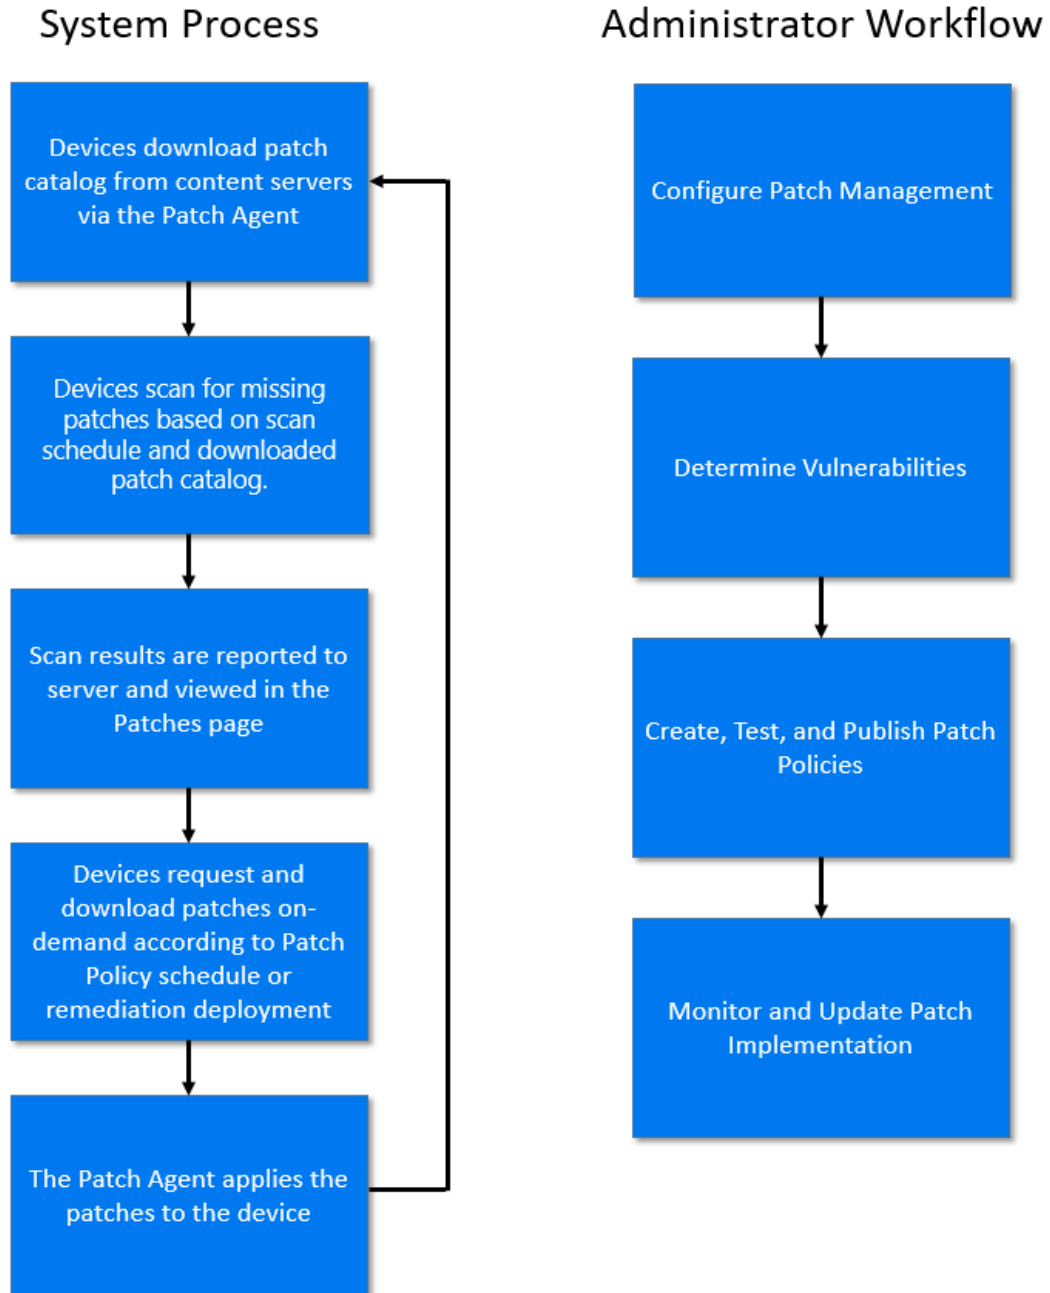 System Process
Devices download patch
catalog from content servers
via the Patch Agent
Devices scan for missing
patches based on scan
schedule and downloaded
patch catalog.
Scan results are reported to
server and viewed in the
Patches page
Devices request and
download patches on-
demand according to Patch
Policy schedule or
remediation deployment
The Patch Agent applies the
patches to the device
Administrator Workflow
Configure Patch Management
Determine Vulnerabilities
Create, Test, and Publish Patch
Policies
Monitor and Update Patch
Implementation